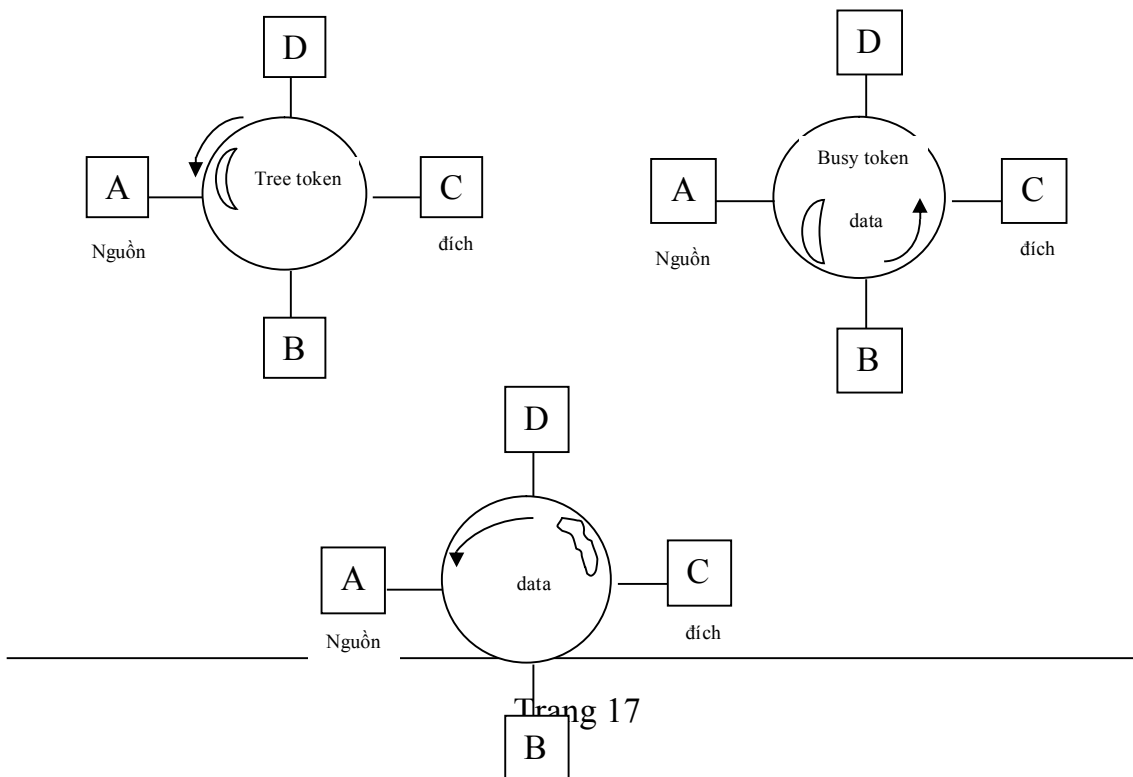 D
A
Tree token
C
Nguồn
đích
B
D
Busy token
A
data
C
Nguồn
đích
B
D
A
data
C
Nguồn
đích
Trang 17
B